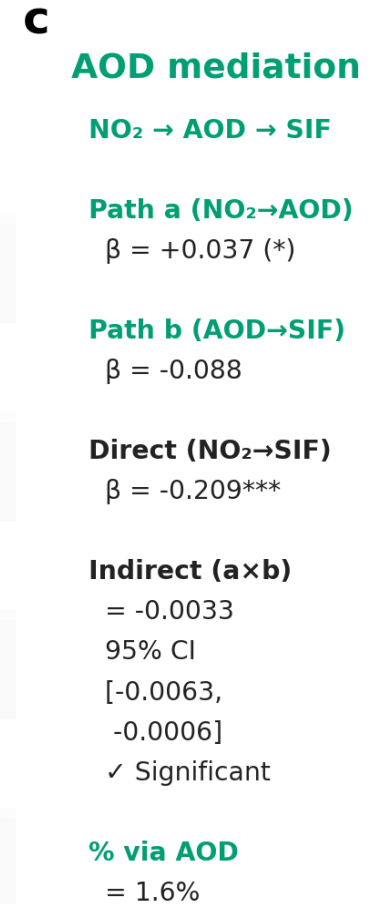 c
AOD mediation
NO₂ → AOD → SIF
Path a (NO₂→AOD)
β = +0.037 (*)
Path b (AOD→SIF)
β = -0.088
Direct (NO₂→SIF)
β = -0.209***
Indirect (a×b)
= -0.0033
95% CI
[-0.0063,
-0.0006]
✓ Significant
% via AOD
= 1.6%